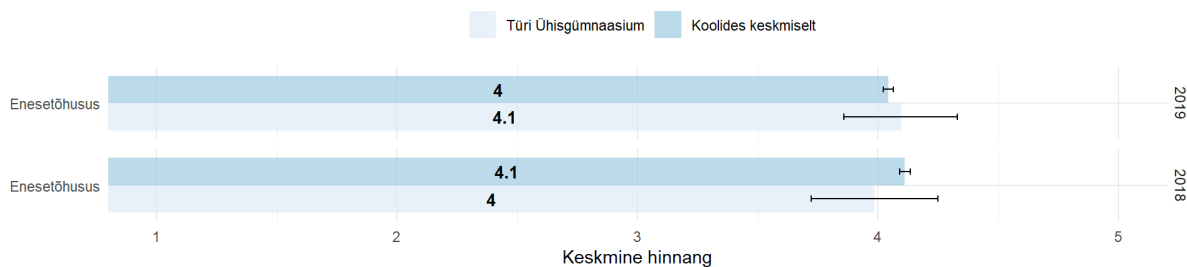 Türi Ühisgümnaasium
Koolides keskmiselt
Enesetõhusus
4
4.1
2019
Enesetõhusus
4.1
4
2018
1 2 3 4 5
Keskmine hinnang